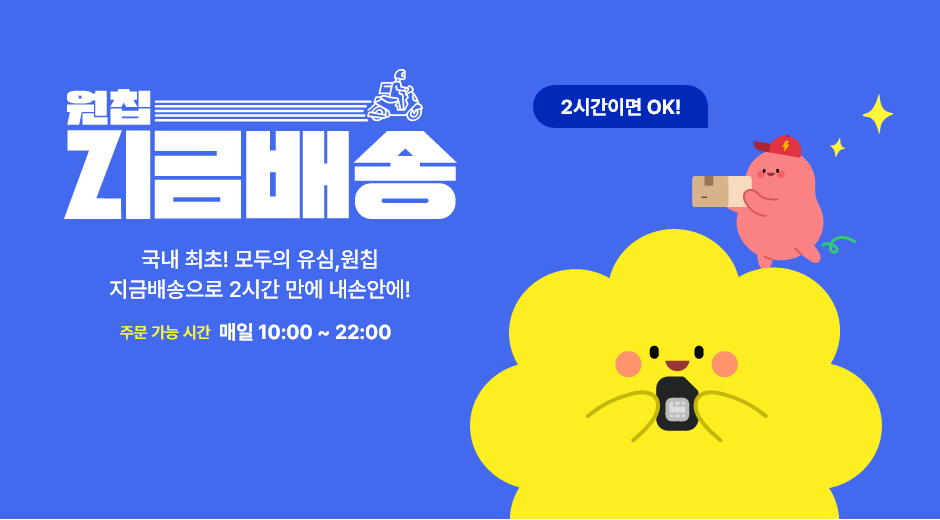 원칩
지금배송
2시간이면 OK!
국내 최초! 모두의 유심,원칩
지금배송으로 2시간 만에 내손안에!
주문 가능 시간 매일 10:00 ~ 22:00